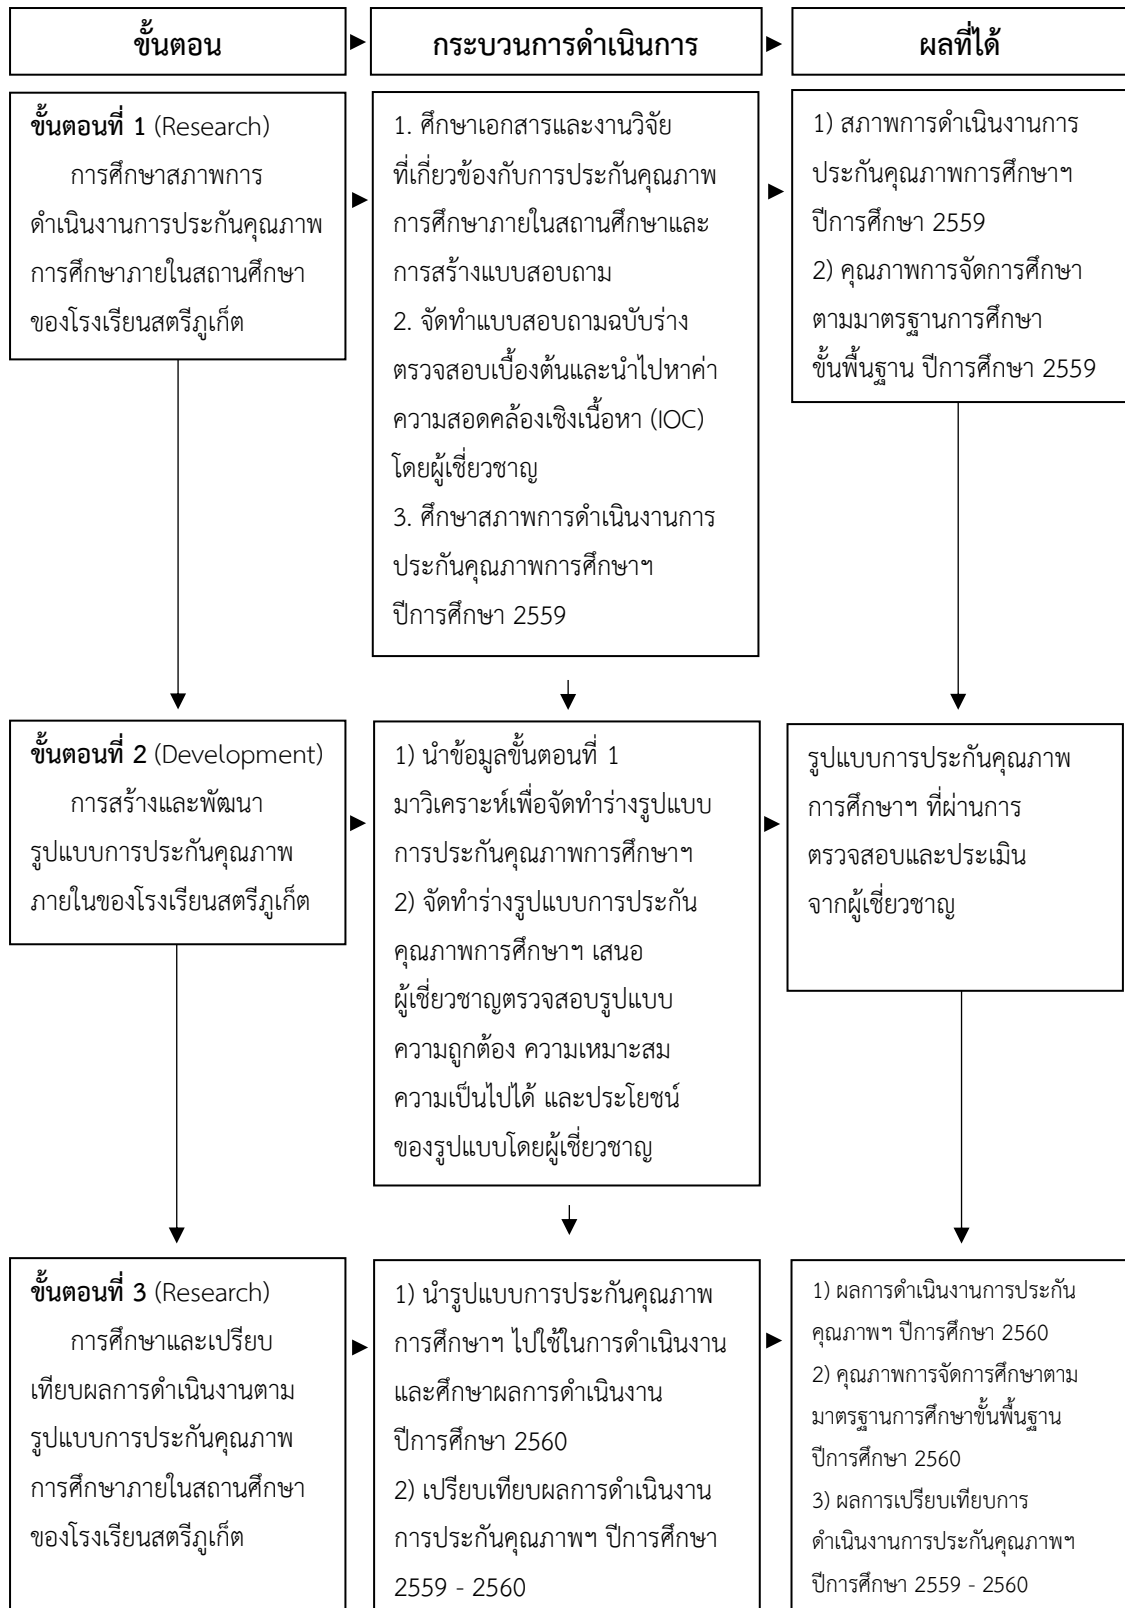 ขั้นตอน
กระบวนการดำเนินการ
ผลที่ได้
ขั้นตอนที่ 1 (Research)
การศึกษาสภาพการ
ดำเนินงานการประกันคุณภาพ
การศึกษาภายในสถานศึกษา
ของโรงเรียนสตรีภูเก็ต
1. ศึกษาเอกสารและงานวิจัย
ที่เกี่ยวข้องกับการประกันคุณภาพ
การศึกษาภายในสถานศึกษาและ
การสร้างแบบสอบถาม
2. จัดทำแบบสอบถามฉบับร่าง
ตรวจสอบเบื้องต้นและนำไปหาค่า
ความสอดคล้องเชิงเนื้อหา (IOC)
โดยผู้เชี่ยวชาญ
3. ศึกษาสภาพการดำเนินงานการ
ประกันคุณภาพการศึกษาฯ
ปีการศึกษา 2559
1) สภาพการดำเนินงานการ
ประกันคุณภาพการศึกษาฯ
ปีการศึกษา 2559
2) คุณภาพการจัดการศึกษา
ตามมาตรฐานการศึกษา
ขั้นพื้นฐาน ปีการศึกษา 2559
ขั้นตอนที่ 2 (Development)
การสร้างและพัฒนา
รูปแบบการประกันคุณภาพ
ภายในของโรงเรียนสตรีภูเก็ต
1) นำข้อมูลขั้นตอนที่ 1
มาวิเคราะห์เพื่อจัดทำร่างรูปแบบ
การประกันคุณภาพการศึกษาฯ
2) จัดทำร่างรูปแบบการประกัน
คุณภาพการศึกษาฯ เสนอ
ผู้เชี่ยวชาญตรวจสอบรูปแบบ
ความถูกต้อง ความเหมาะสม
ความเป็นไปได้ และประโยชน์
ของรูปแบบโดยผู้เชี่ยวชาญ
รูปแบบการประกันคุณภาพ
การศึกษาฯ ที่ผ่านการ
ตรวจสอบและประเมิน
จากผู้เชี่ยวชาญ
ขั้นตอนที่ 3 (Research)
การศึกษาและเปรียบ
เทียบผลการดำเนินงานตาม
รูปแบบการประกันคุณภาพ
การศึกษาภายในสถานศึกษา
ของโรงเรียนสตรีภูเก็ต
1) นำรูปแบบการประกันคุณภาพ
การศึกษาฯ ไปใช้ในการดำเนินงาน
และศึกษาผลการดำเนินงาน
ปีการศึกษา 2560
2) เปรียบเทียบผลการดำเนินงาน
การประกันคุณภาพฯ ปีการศึกษา
2559 - 2560
1) ผลการดำเนินงานการประกัน
คุณภาพฯ ปีการศึกษา 2560
2) คุณภาพการจัดการศึกษาตาม
มาตรฐานการศึกษาขั้นพื้นฐาน
ปีการศึกษา 2560
3) ผลการเปรียบเทียบการ
ดำเนินงานการประกันคุณภาพฯ
ปีการศึกษา 2559 - 2560